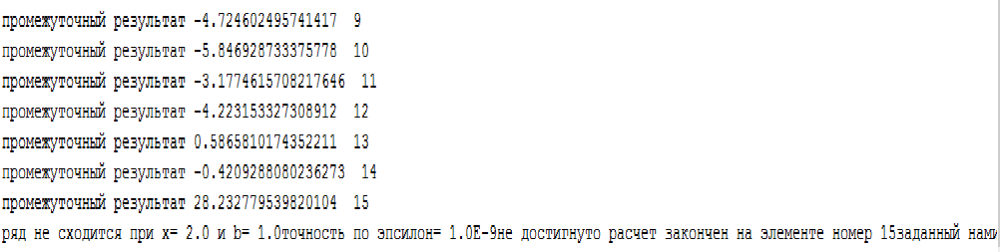 промежуточный результат -4.724602495741417  9
промежуточный результат -5.846928733375778  10
промежуточный результат -3.1774615708217646  11
промежуточный результат -4.223153327308912  12
промежуточный результат 0.5865810174352211  13
промежуточный результат -0.4209288080236273  14
промежуточный результат 28.232779539820104  15
ряд не сходится при x= 2.0 и b= 1.0точность по эпсилон= 1.0E-9не достигнуто расчет закончен на элементе номер 15заданный нами